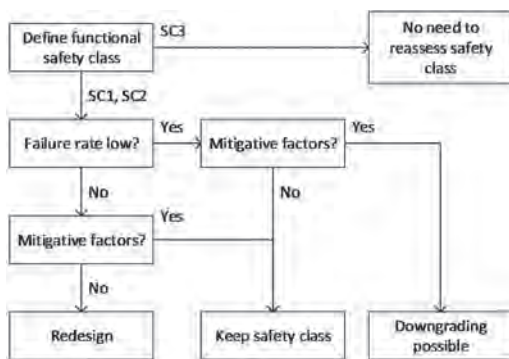 Define functional
safety class
SC3
No need to
reassess safety
class
SC1, SC2
Failure rate low?
Yes
Mitigative factors?
Yes
No
No
Mitigative factors?
Yes
No
Redesign
Keep safety class
Downgrading
possible